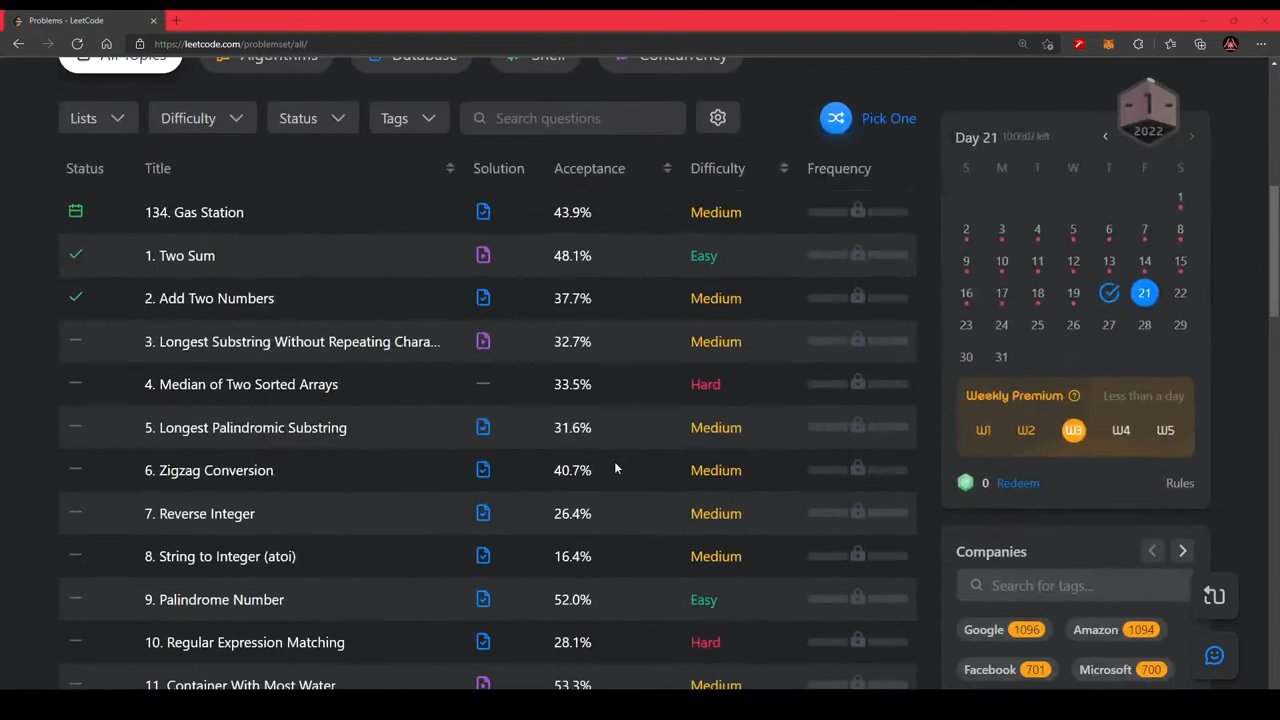 Problems - LeetCode
https://leetcode.com/problemset/all/
All Topics Algorithms Database Shell Concurrency
Lists Difficulty Status Tags Search questions Pick One
Status Title Solution Acceptance Difficulty Frequency
134. Gas Station 43.9% Medium
1. Two Sum 48.1% Easy
2. Add Two Numbers 37.7% Medium
3. Longest Substring Without Repeating Chara... 32.7% Medium
4. Median of Two Sorted Arrays 33.5% Hard
5. Longest Palindromic Substring 31.6% Medium
6. Zigzag Conversion 40.7% Medium
7. Reverse Integer 26.4% Medium
8. String to Integer (atoi) 16.4% Medium
9. Palindrome Number 52.0% Easy
10. Regular Expression Matching 28.1% Hard
11. Container With Most Water 53.3% Medium
1
2022
Day 21 10:06:07 left
S M T W T F S
1
2 3 4 5 6 7 8
9 10 11 12 13 14 15
16 17 18 19 21 22
23 24 25 26 27 28 29
30 31
Weekly Premium Less than a day
W1 W2 W3 W4 W5
0 Redeem Rules
Companies
Search for tags...
Google 1096 Amazon 1094
Facebook 701 Microsoft 700